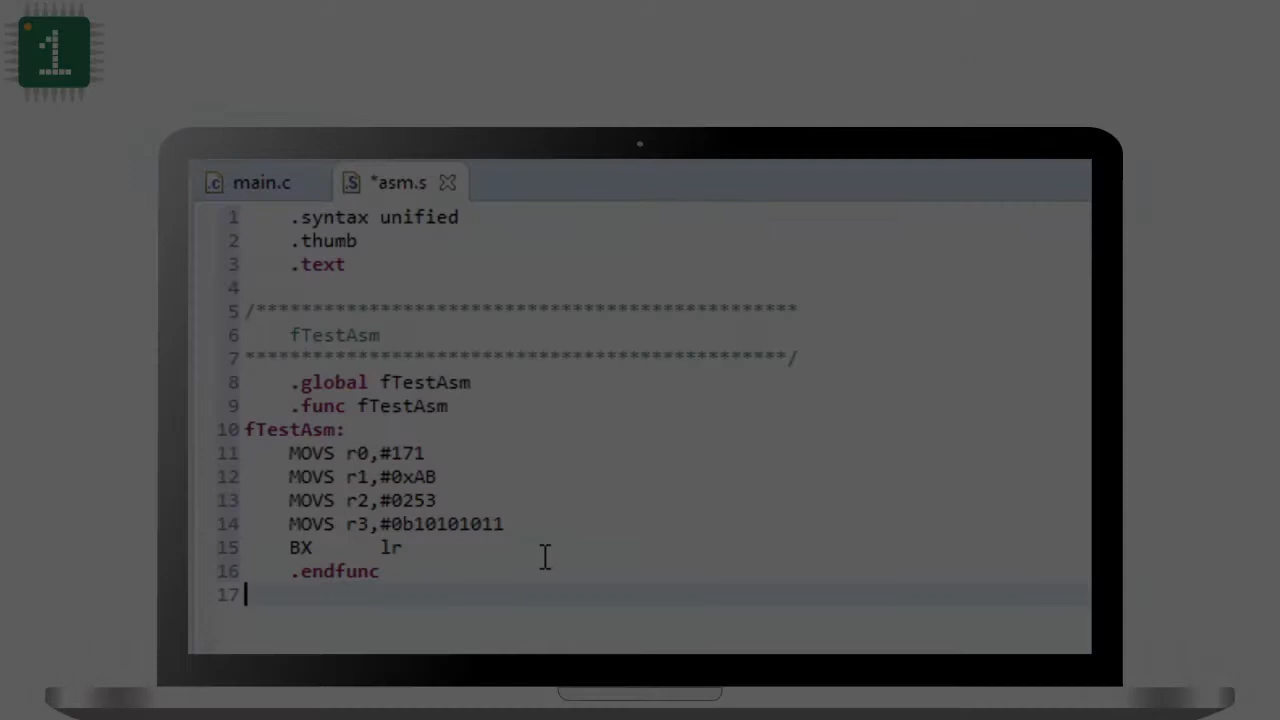 1
main.c
*asm.s
1 .syntax unified
2 .thumb
3 .text
4
5 /************************************************
6 fTestAsm
7 ************************************************/
8 .global fTestAsm
9 .func fTestAsm
10 fTestAsm:
11 MOVS r0,#171
12 MOVS r1,#0xAB
13 MOVS r2,#0253
14 MOVS r3,#0b10101011
15 BX lr
16 .endfunc
17